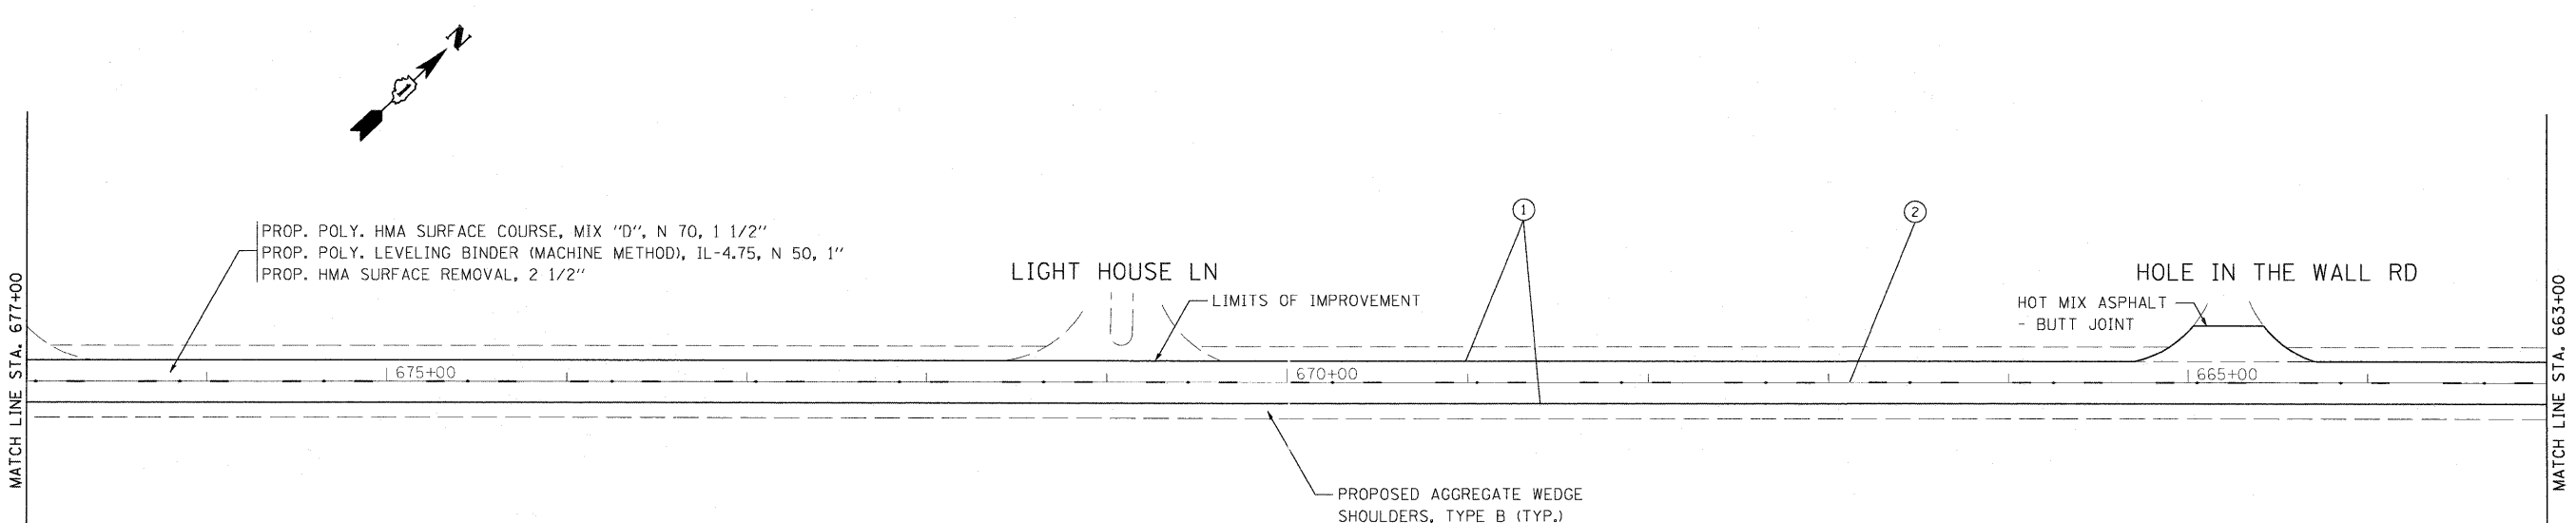 N
PROP. POLY. HMA SURFACE COURSE, MIX "D", N 70, 1 1/2"
PROP. POLY. LEVELING BINDER (MACHINE METHOD), IL-4.75, N 50, 1"
PROP. HMA SURFACE REMOVAL, 2 1/2"
LIGHT HOUSE LN
LIMITS OF IMPROVEMENT
1
2
HOLE IN THE WALL RD
HOT MIX ASPHALT
- BUTT JOINT
MATCH LINE STA. 677+00
675+00
670+00
665+00
MATCH LINE STA. 663+00
PROPOSED AGGREGATE WEDGE
SHOULDERS, TYPE B (TYP.)